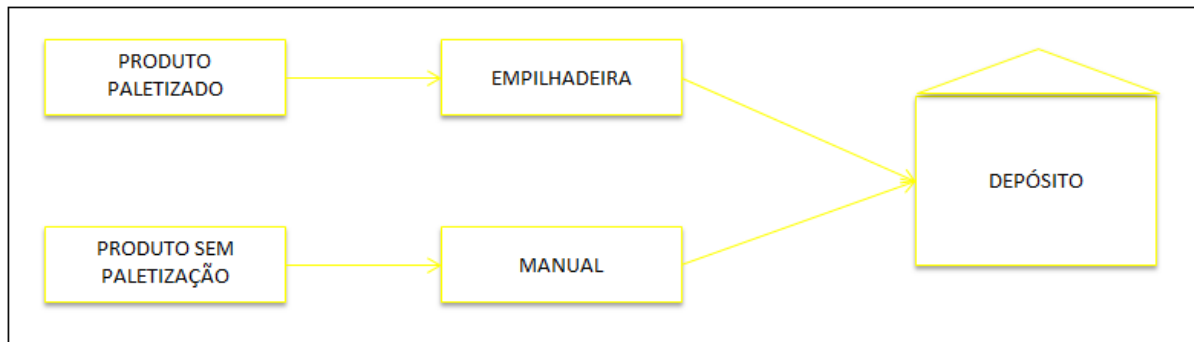 PRODUTO
PALETIZADO
EMPILHADEIRA
DEPÓSITO
PRODUTO SEM
PALETIZAÇÃO
MANUAL